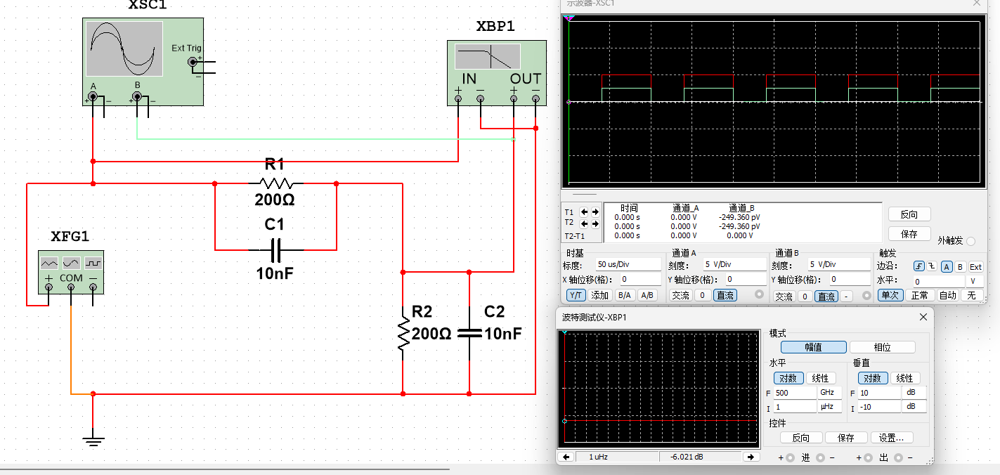 XSC1
Ext Trig
+
−
A
B
+ − + −
XBP1
IN OUT
+ − + −
R1
200Ω
C1
10nF
XFG1
+ COM −
R2
200Ω
C2
10nF
示波器-XSC1
T1
T2
T2-T1
时间 通道_A 通道_B
0.000 s 0.000 V -249.360 pV
0.000 s 0.000 V -249.360 pV
0.000 s 0.000 V 0.000 V
反向
保存
外触发
时基
标度: 50 us/Div
X 轴位移(格): 0
Y/T 添加 B/A A/B
通道 A
刻度: 5 V/Div
Y 轴位移(格): 0
交流 0 直流
通道 B
刻度: 5 V/Div
Y 轴位移(格): 0
交流 0 直流 -
触发
边沿: A B Ext
水平: 0 V
单次 正常 自动 无
波特测试仪-XBP1
1 uHz -6.021 dB
模式
幅值 相位
水平 垂直
对数 线性 对数 线性
F 500 GHz F 10 dB
I 1 μHz I -10 dB
控件
反向 保存 设置...
+ 进 − + 出 −